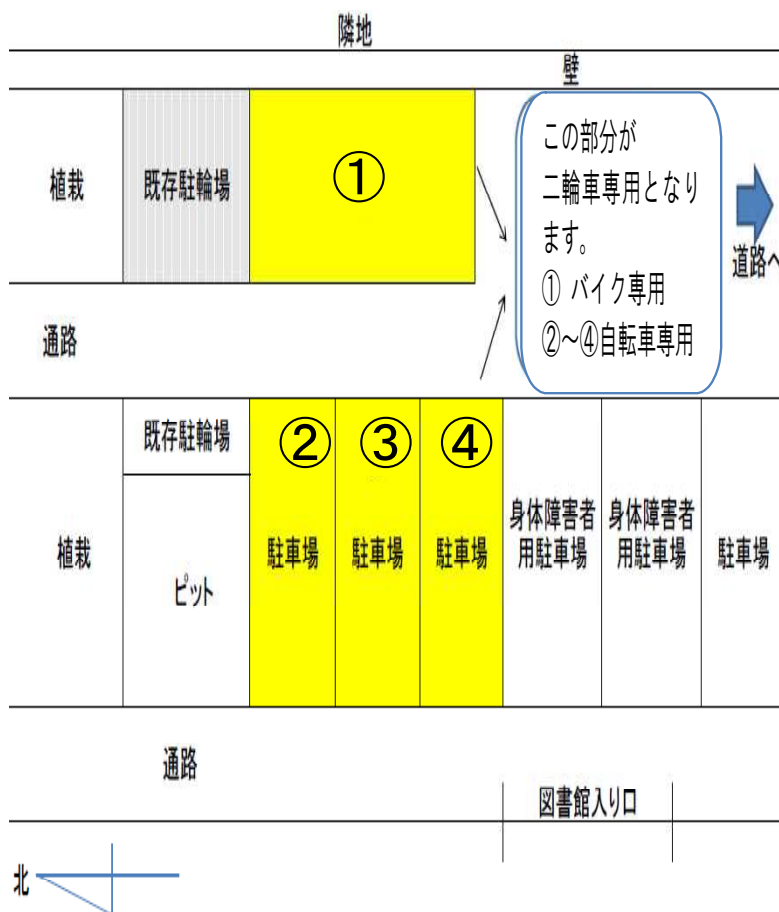 隣地
壁
植栽
既存駐輪場
①
この部分が
二輪車専用となり
ます。
① バイク専用
②～④自転車専用
道路へ
通路
既存駐輪場
②
③
④
植栽
ピット
駐車場
駐車場
駐車場
身体障害者
用駐車場
身体障害者
用駐車場
駐車場
通路
図書館入り口
北